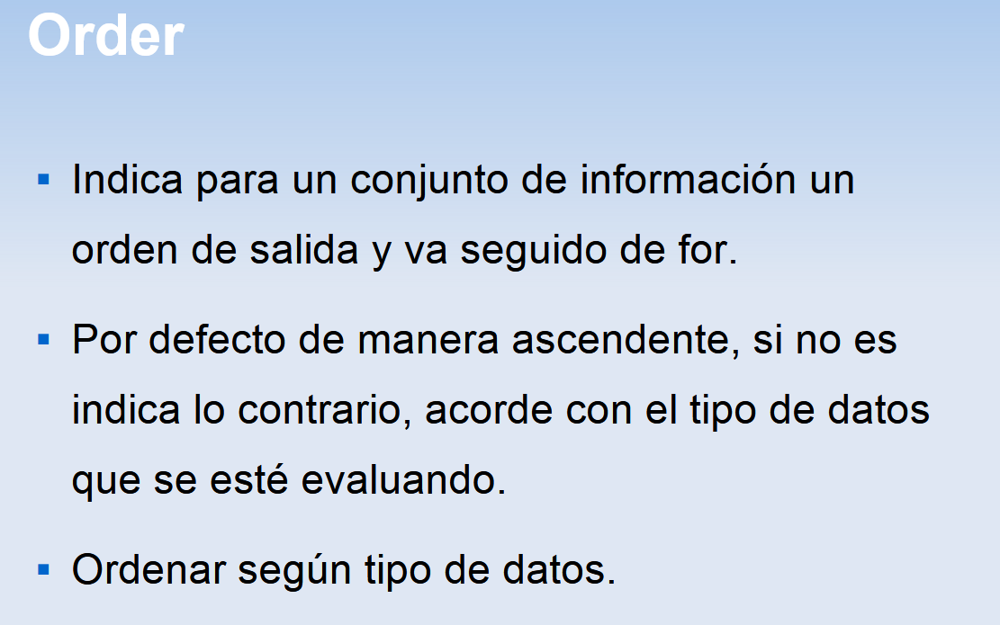 Order
Indica para un conjunto de información un
orden de salida y va seguido de for.
Por defecto de manera ascendente, si no es
indica lo contrario, acorde con el tipo de datos
que se esté evaluando.
Ordenar según tipo de datos.